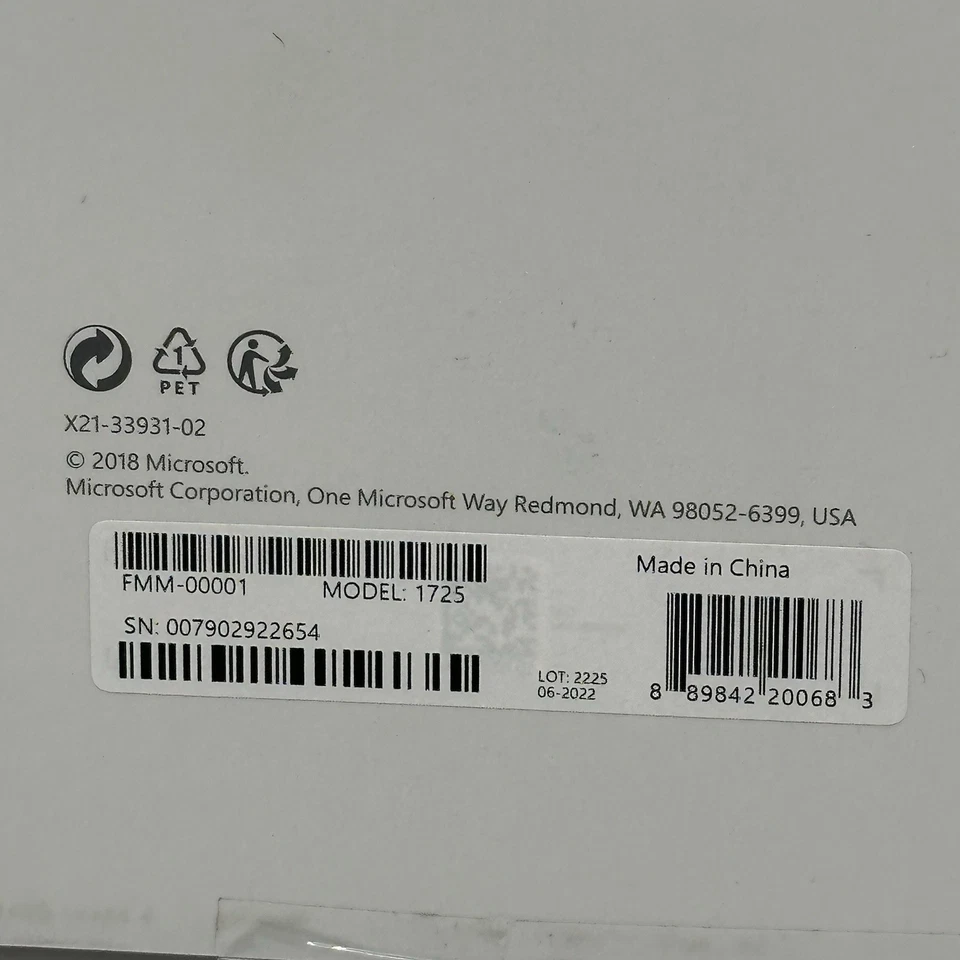 1
PET
X21-33931-02
© 2018 Microsoft.
Microsoft Corporation, One Microsoft Way Redmond, WA 98052-6399, USA
FMM-00001 MODEL: 1725
SN: 007902922654
Made in China
LOT: 2225
06-2022
8 89842 20068 3